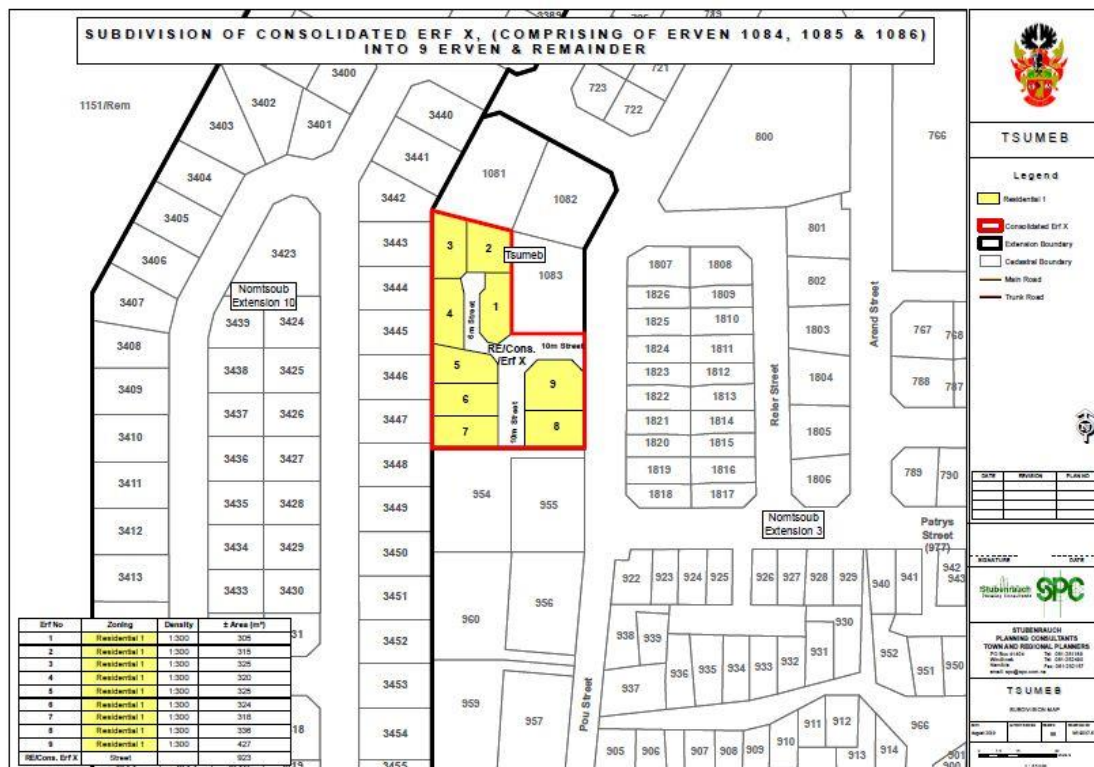 SUBDIVISION OF CONSOLIDATED ERF X, (COMPRISING OF ERVEN 1084, 1085 & 1086)
INTO 9 ERVEN & REMAINDER
1151/Rem
3400
3402
3403
3401
3404
3405
3406
3407
3408
3409
3410
3411
3412
3413
3423
Nomtsoub
Extension 10
3439 3424
3438 3425
3437 3426
3436 3427
3435 3428
3434 3429
3433 3430
3440
3441
3442
3443
3444
3445
3446
3447
3448
3449
3450
3451
3452
3453
3454
3455
721
723
722
789
800
766
1081
1082
1083
Tsumeb
3
2
4
1
5
6
7
9
8
6m Street
10m Street
RE/Cons.
/Erf X
10m Street
801
802
1803
1804
1805
1806
1807 1808
1826 1809
1825 1810
1824 1811
1823 1812
1822 1813
1821 1814
1820 1815
1819 1816
1818 1817
Reier Street
Arend Street
767 768
788 787
789 790
Nomtsoub
Extension 3
Patrys
Street
(977)
954
955
956
960
959
957
Pou Street
922 923 924 925
926 927 928 929
940 941
942
943
938 939
937
936 935 934 933 932 931
930
952
951 950
966
911 912
910
913 914
905 906 907 908 909
901
900
Erf No Zoning Density ± Area (m²)
1 Residential 1 1:300 305
2 Residential 1 1:300 315
3 Residential 1 1:300 325
4 Residential 1 1:300 320
5 Residential 1 1:300 325
6 Residential 1 1:300 324
7 Residential 1 1:300 318
8 Residential 1 1:300 336
9 Residential 1 1:300 427
RE/Cons. Erf X Street 923
TSUMEB
Legend
Residential 1
Consolidated Erf X
Extension Boundary
Cadastral Boundary
Main Road
Trunk Road
DATE REVISION PLAN NO
SIGNATURE DATE
Stubenrauch
Planning Consultants
SPC
STUBENRAUCH
PLANNING CONSULTANTS
TOWN AND REGIONAL PLANNERS
TSUMEB
SUBDIVISION MAP